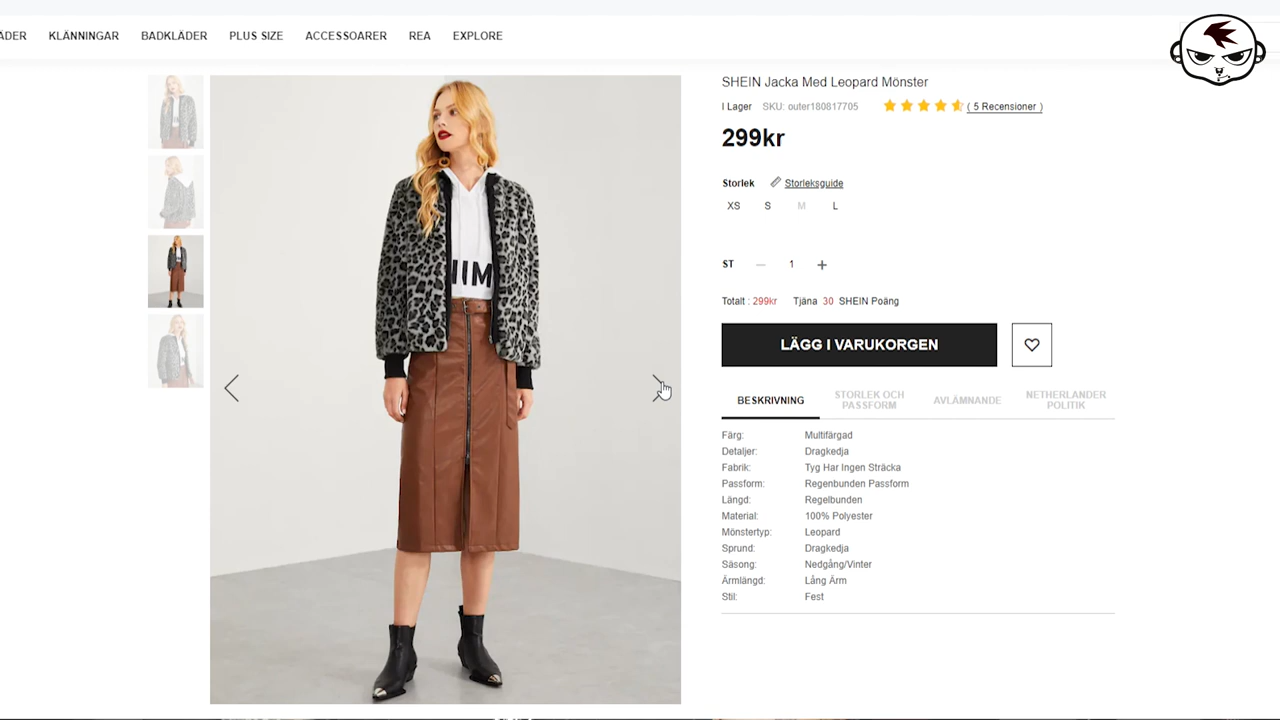 ÄDER KLÄNNINGAR BADKLÄDER PLUS SIZE ACCESSOARER REA EXPLORE
SHEIN Jacka Med Leopard Mönster
I Lager SKU: outer180817705 ( 5 Recensioner )
299kr
Storlek Storleksguide
XS S M L
ST — 1 +
Totalt : 299kr Tjäna 30 SHEIN Poäng
LÄGG I VARUKORGEN
BESKRIVNING STORLEK OCH PASSFORM AVLÄMNANDE NETHERLANDER POLITIK
Färg: Multifärgad
Detaljer: Dragkedja
Fabrik: Tyg Har Ingen Sträcka
Passform: Regenbunden Passform
Längd: Regelbunden
Material: 100% Polyester
Mönstertyp: Leopard
Sprund: Dragkedja
Säsong: Nedgång/Vinter
Ärmlängd: Lång Ärm
Stil: Fest